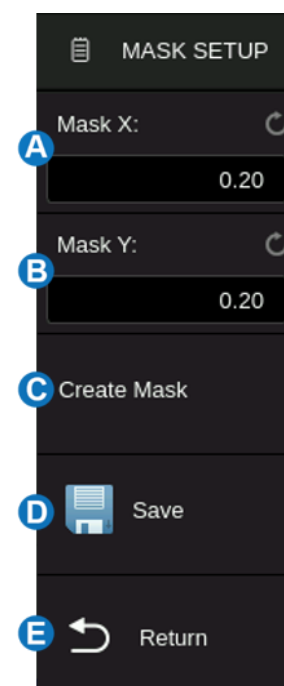 MASK SETUP
Mask X:
A
0.20
Mask Y:
B
0.20
C Create Mask
D Save
E Return